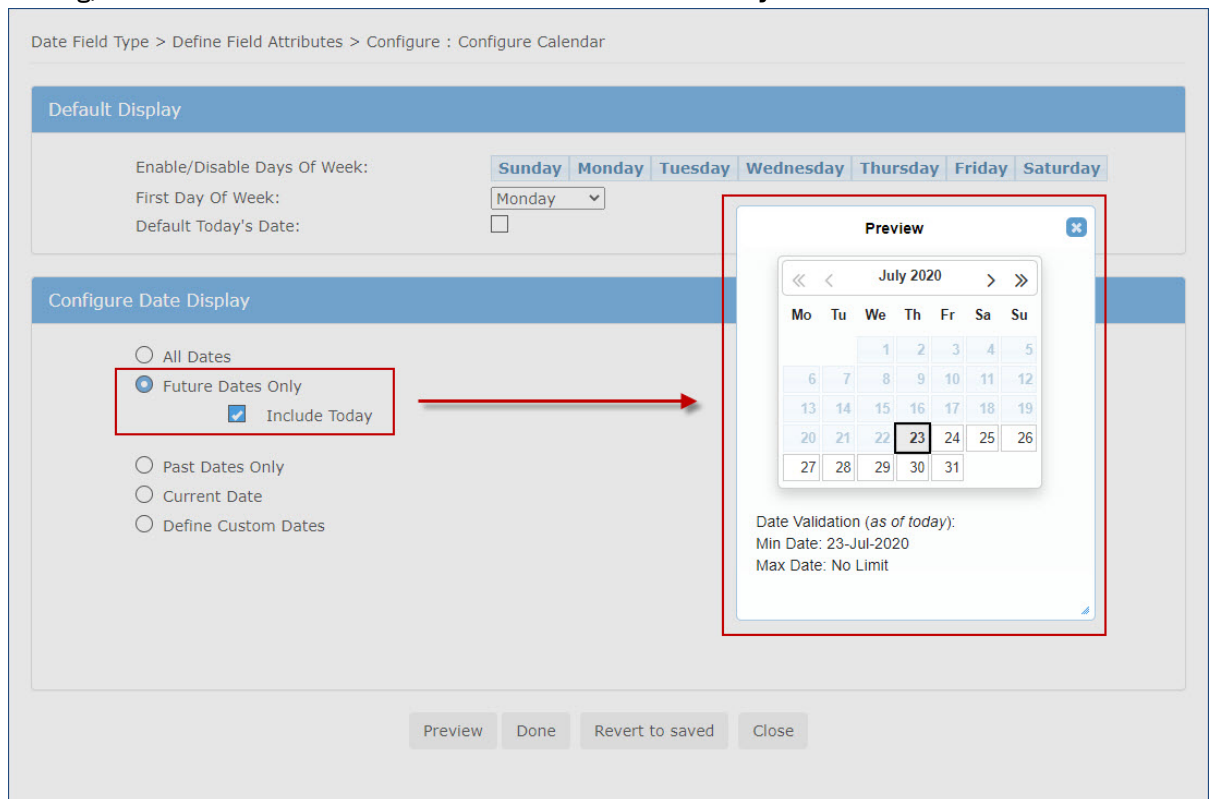 Date Field Type > Define Field Attributes > Configure : Configure Calendar
Default Display
Enable/Disable Days Of Week: Sunday Monday Tuesday Wednesday Thursday Friday Saturday
First Day Of Week: Monday
Default Today's Date:
Configure Date Display
All Dates
Future Dates Only
Include Today
Past Dates Only
Current Date
Define Custom Dates
Preview
« < July 2020 > »
Mo Tu We Th Fr Sa Su
1 2 3 4 5
6 7 8 9 10 11 12
13 14 15 16 17 18 19
20 21 22 23 24 25 26
27 28 29 30 31
Date Validation (as of today):
Min Date: 23-Jul-2020
Max Date: No Limit
Preview Done Revert to saved Close